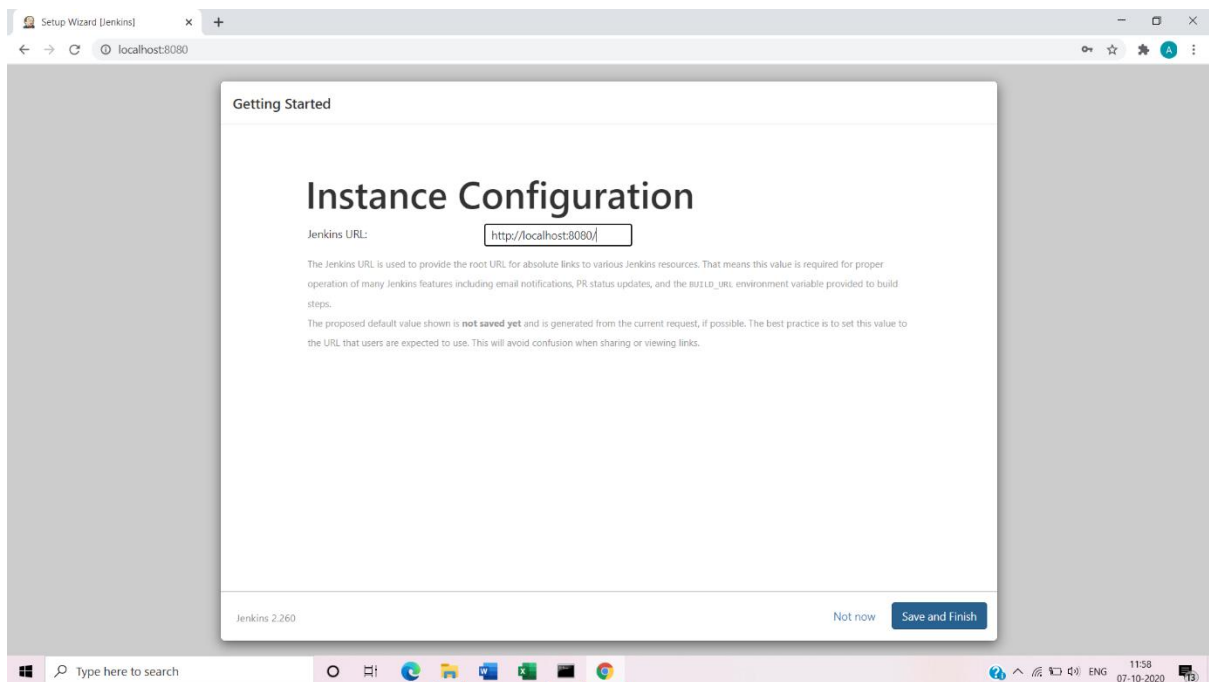 Setup Wizard [Jenkins]
localhost:8080
A
Getting Started
Instance Configuration
Jenkins URL: http://localhost:8080/
The Jenkins URL is used to provide the root URL for absolute links to various Jenkins resources. That means this value is required for proper
operation of many Jenkins features including email notifications, PR status updates, and the BUILD_URL environment variable provided to build
steps.
The proposed default value shown is not saved yet and is generated from the current request, if possible. The best practice is to set this value to
the URL that users are expected to use. This will avoid confusion when sharing or viewing links.
Jenkins 2.260 Not now Save and Finish
Type here to search
ENG
11:58
07-10-2020
13